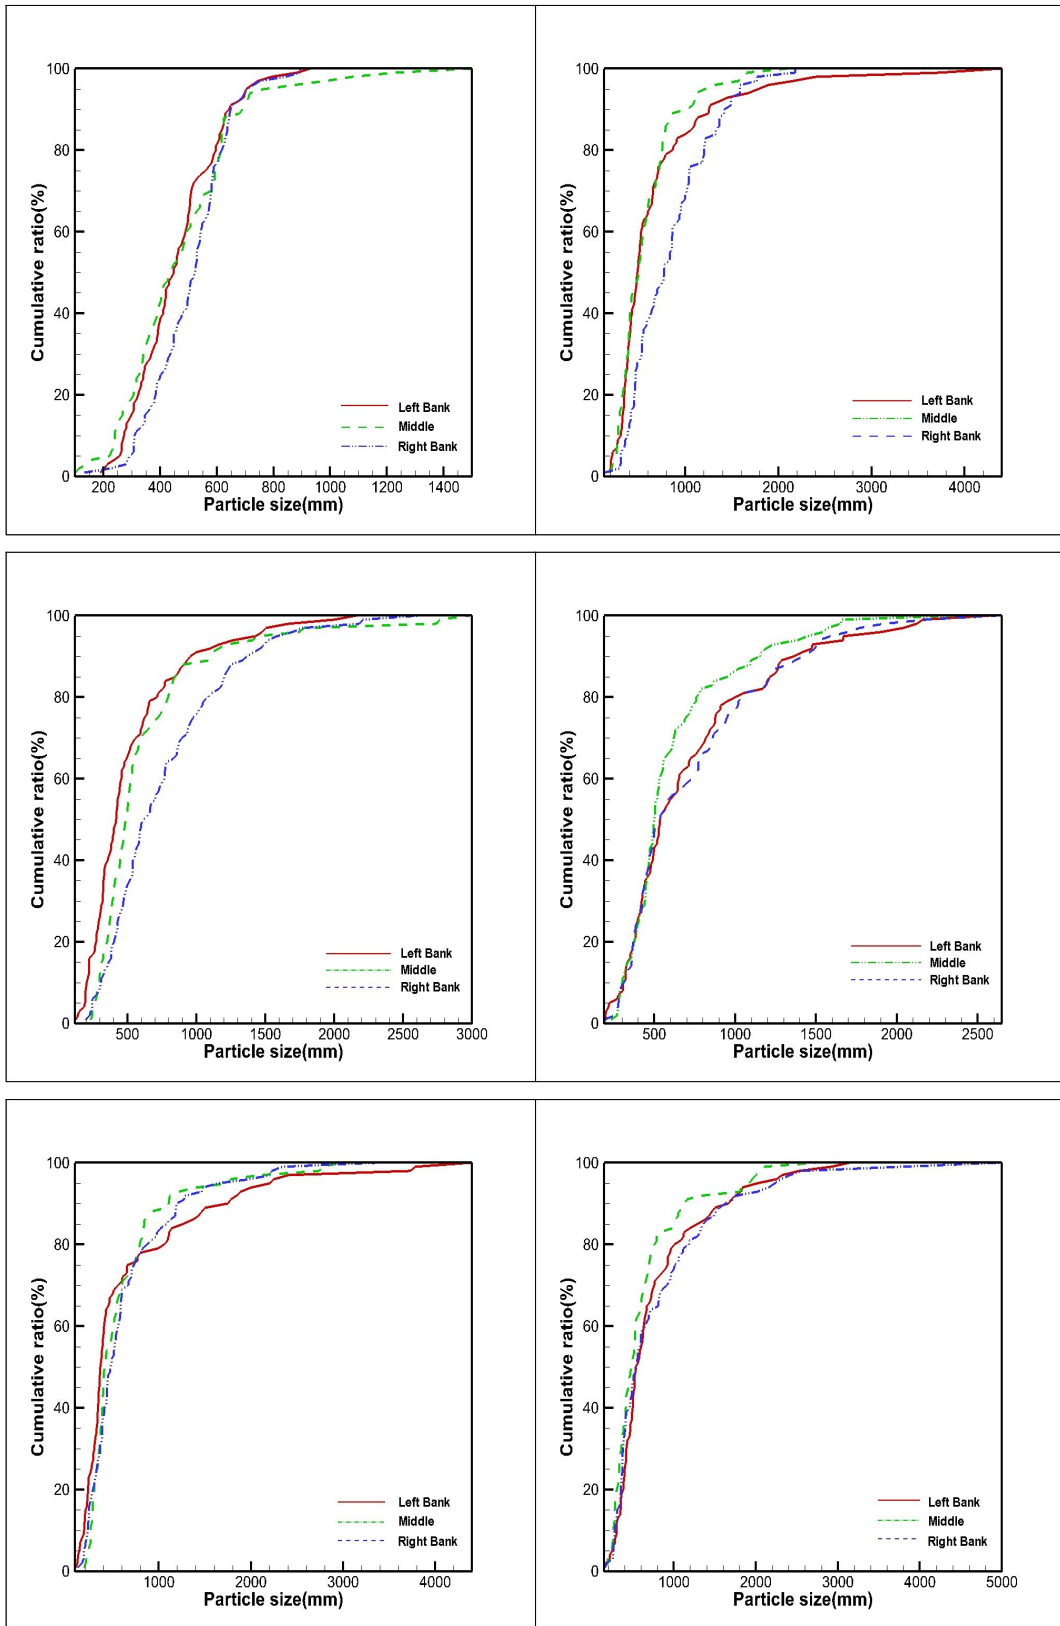 100
80
60
40
20
0
Cumulative ratio(%)
Left Bank
Middle
Right Bank
200 400 600 800 1000 1200 1400
Particle size(mm)
100
80
60
40
20
0
Cumulative ratio(%)
Left Bank
Middle
Right Bank
1000 2000 3000 4000
Particle size(mm)
100
80
60
40
20
0
Cumulative ratio(%)
Left Bank
Middle
Right Bank
500 1000 1500 2000 2500 3000
Particle size(mm)
100
80
60
40
20
0
Cumulative ratio(%)
Left Bank
Middle
Right Bank
500 1000 1500 2000 2500
Particle size(mm)
100
80
60
40
20
0
Cumulative ratio(%)
Left Bank
Middle
Right Bank
1000 2000 3000 4000
Particle size(mm)
100
80
60
40
20
0
Cumulative ratio(%)
Left Bank
Middle
Right Bank
1000 2000 3000 4000 5000
Particle size(mm)